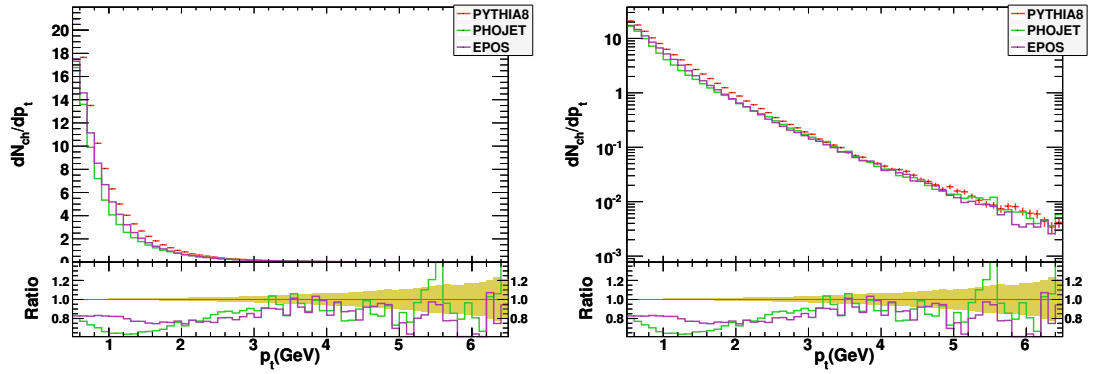 PYTHIA8
PHOJET
EPOS
dN_ch/dp_t
20
18
16
14
12
10
8
6
4
2
0
Ratio
1.2
1.0
0.8
1.2
1.0
0.8
1 2 3 4 5 6
p_t(GeV)
PYTHIA8
PHOJET
EPOS
dN_ch/dp_t
10
1
10^-1
10^-2
10^-3
Ratio
1.2
1.0
0.8
1.2
1.0
0.8
1 2 3 4 5 6
p_t(GeV)